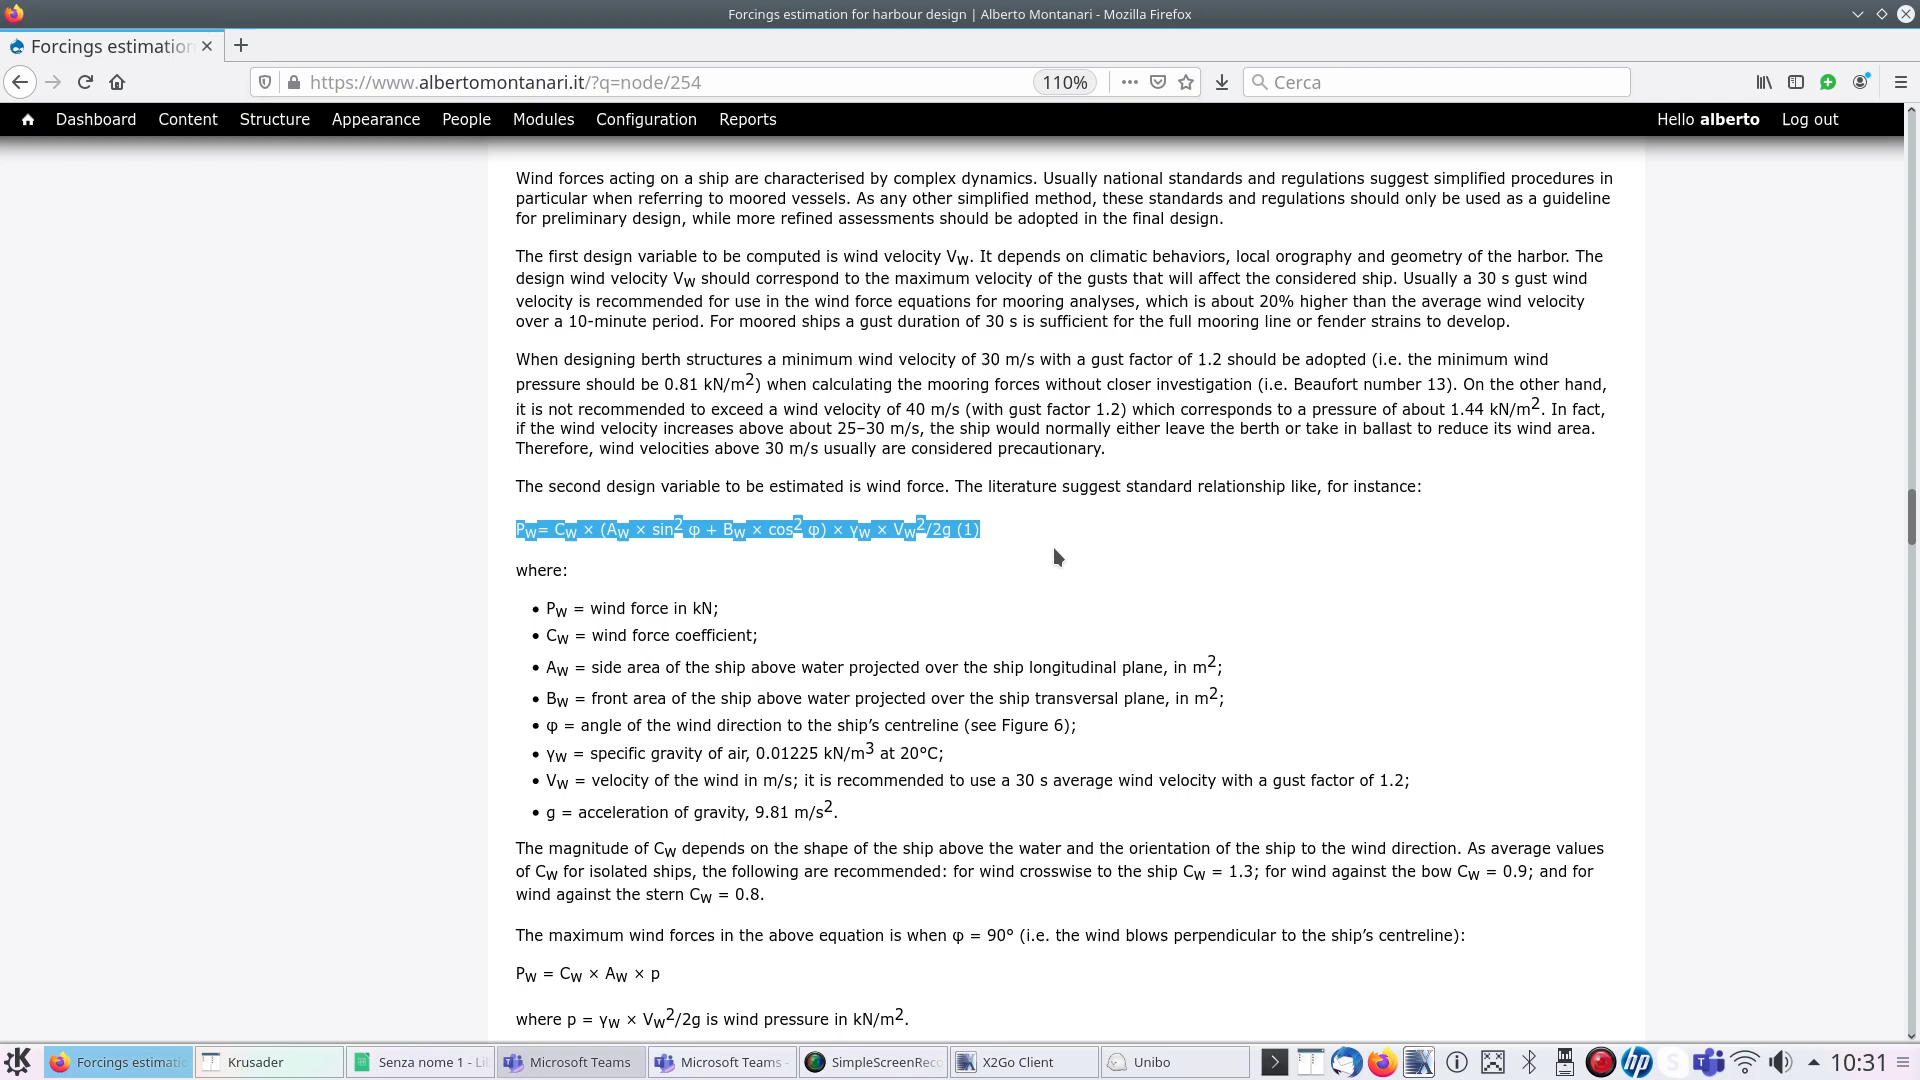 Forcings estimation for harbour design | Alberto Montanari - Mozilla Firefox
Forcings estimation
https://www.albertomontanari.it/?q=node/254
110%
Cerca
Dashboard Content Structure Appearance People Modules Configuration Reports
Hello alberto Log out
Wind forces acting on a ship are characterised by complex dynamics. Usually national standards and regulations suggest simplified procedures in
particular when referring to moored vessels. As any other simplified method, these standards and regulations should only be used as a guideline
for preliminary design, while more refined assessments should be adopted in the final design.
The first design variable to be computed is wind velocity Vw. It depends on climatic behaviors, local orography and geometry of the harbor. The
design wind velocity Vw should correspond to the maximum velocity of the gusts that will affect the considered ship. Usually a 30 s gust wind
velocity is recommended for use in the wind force equations for mooring analyses, which is about 20% higher than the average wind velocity
over a 10-minute period. For moored ships a gust duration of 30 s is sufficient for the full mooring line or fender strains to develop.
When designing berth structures a minimum wind velocity of 30 m/s with a gust factor of 1.2 should be adopted (i.e. the minimum wind
pressure should be 0.81 kN/m²) when calculating the mooring forces without closer investigation (i.e. Beaufort number 13). On the other hand,
it is not recommended to exceed a wind velocity of 40 m/s (with gust factor 1.2) which corresponds to a pressure of about 1.44 kN/m². In fact,
if the wind velocity increases above about 25–30 m/s, the ship would normally either leave the berth or take in ballast to reduce its wind area.
Therefore, wind velocities above 30 m/s usually are considered precautionary.
The second design variable to be estimated is wind force. The literature suggest standard relationship like, for instance:
Pw= Cw × (Aw × sin² φ + Bw × cos² φ) × γw × Vw²/2g (1)
where:
• Pw = wind force in kN;
• Cw = wind force coefficient;
• Aw = side area of the ship above water projected over the ship longitudinal plane, in m²;
• Bw = front area of the ship above water projected over the ship transversal plane, in m²;
• φ = angle of the wind direction to the ship’s centreline (see Figure 6);
• γw = specific gravity of air, 0.01225 kN/m³ at 20°C;
• Vw = velocity of the wind in m/s; it is recommended to use a 30 s average wind velocity with a gust factor of 1.2;
• g = acceleration of gravity, 9.81 m/s².
The magnitude of Cw depends on the shape of the ship above the water and the orientation of the ship to the wind direction. As average values
of Cw for isolated ships, the following are recommended: for wind crosswise to the ship Cw = 1.3; for wind against the bow Cw = 0.9; and for
wind against the stern Cw = 0.8.
The maximum wind forces in the above equation is when φ = 90° (i.e. the wind blows perpendicular to the ship’s centreline):
Pw = Cw × Aw × p
where p = γw × Vw²/2g is wind pressure in kN/m².
Forcings estimati Krusader Senza nome 1 - Li Microsoft Teams Microsoft Teams - SimpleScreenReco X2Go Client Unibo hp 10:31